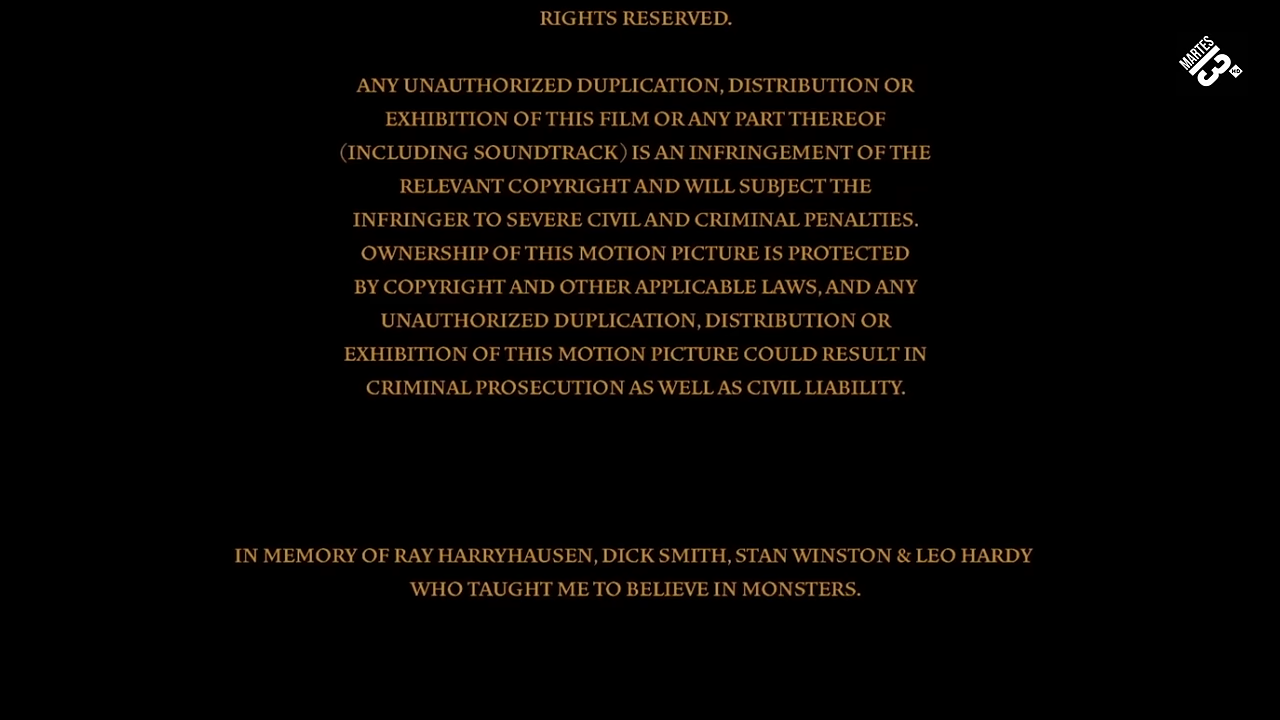 RIGHTS RESERVED.
MARTES
13
HD
ANY UNAUTHORIZED DUPLICATION, DISTRIBUTION OR
EXHIBITION OF THIS FILM OR ANY PART THEREOF
(INCLUDING SOUNDTRACK) IS AN INFRINGEMENT OF THE
RELEVANT COPYRIGHT AND WILL SUBJECT THE
INFRINGER TO SEVERE CIVIL AND CRIMINAL PENALTIES.
OWNERSHIP OF THIS MOTION PICTURE IS PROTECTED
BY COPYRIGHT AND OTHER APPLICABLE LAWS, AND ANY
UNAUTHORIZED DUPLICATION, DISTRIBUTION OR
EXHIBITION OF THIS MOTION PICTURE COULD RESULT IN
CRIMINAL PROSECUTION AS WELL AS CIVIL LIABILITY.
IN MEMORY OF RAY HARRYHAUSEN, DICK SMITH, STAN WINSTON & LEO HARDY
WHO TAUGHT ME TO BELIEVE IN MONSTERS.